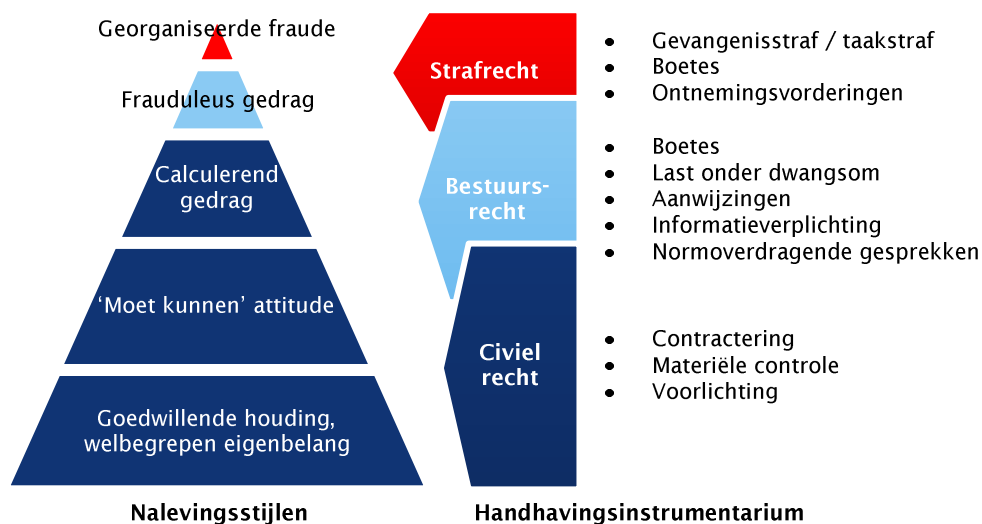 Georganiseerde fraude
Frauduleus gedrag
Calculerend
gedrag
‘Moet kunnen’ attitude
Goedwillende houding,
welbegrepen eigenbelang
Nalevingsstijlen
Strafrecht
Bestuurs-
recht
Civiel
recht
• Gevangenisstraf / taakstraf
• Boetes
• Ontnemingsvorderingen
• Boetes
• Last onder dwangsom
• Aanwijzingen
• Informatieverplichting
• Normoverdragende gesprekken
• Contractering
• Materiële controle
• Voorlichting
Handhavingsinstrumentarium